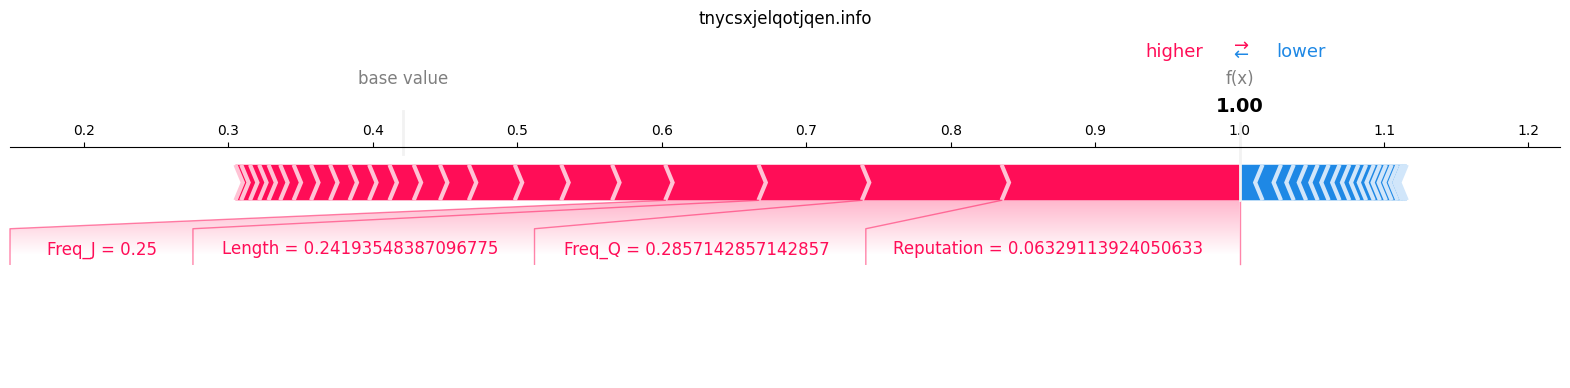 tnycsxjelqotjqen.info
higher ⇄ lower
base value f(x)
1.00
0.2 0.3 0.4 0.5 0.6 0.7 0.8 0.9 1.0 1.1 1.2
Freq_J = 0.25 Length = 0.24193548387096775 Freq_Q = 0.2857142857142857 Reputation = 0.06329113924050633